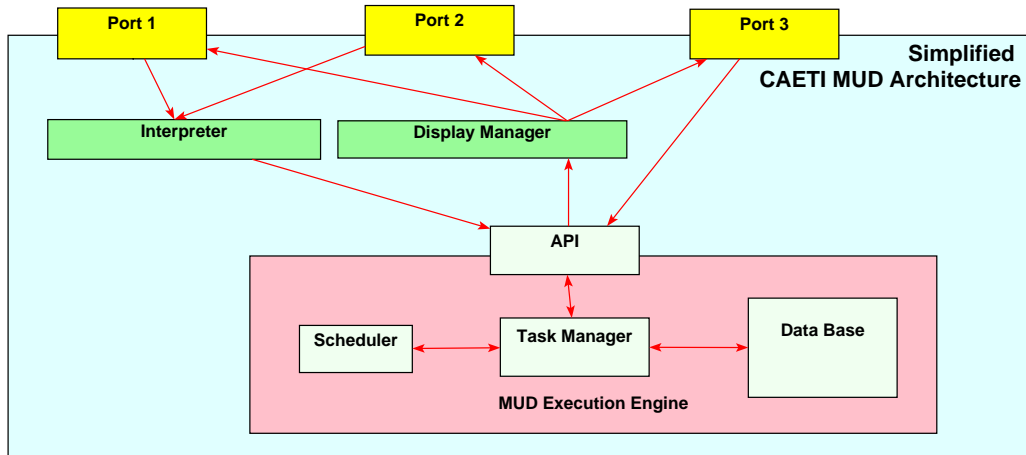 Port 1
Port 2
Port 3
Simplified
CAETI MUD Architecture
Interpreter
Display Manager
API
Scheduler
Task Manager
Data Base
MUD Execution Engine